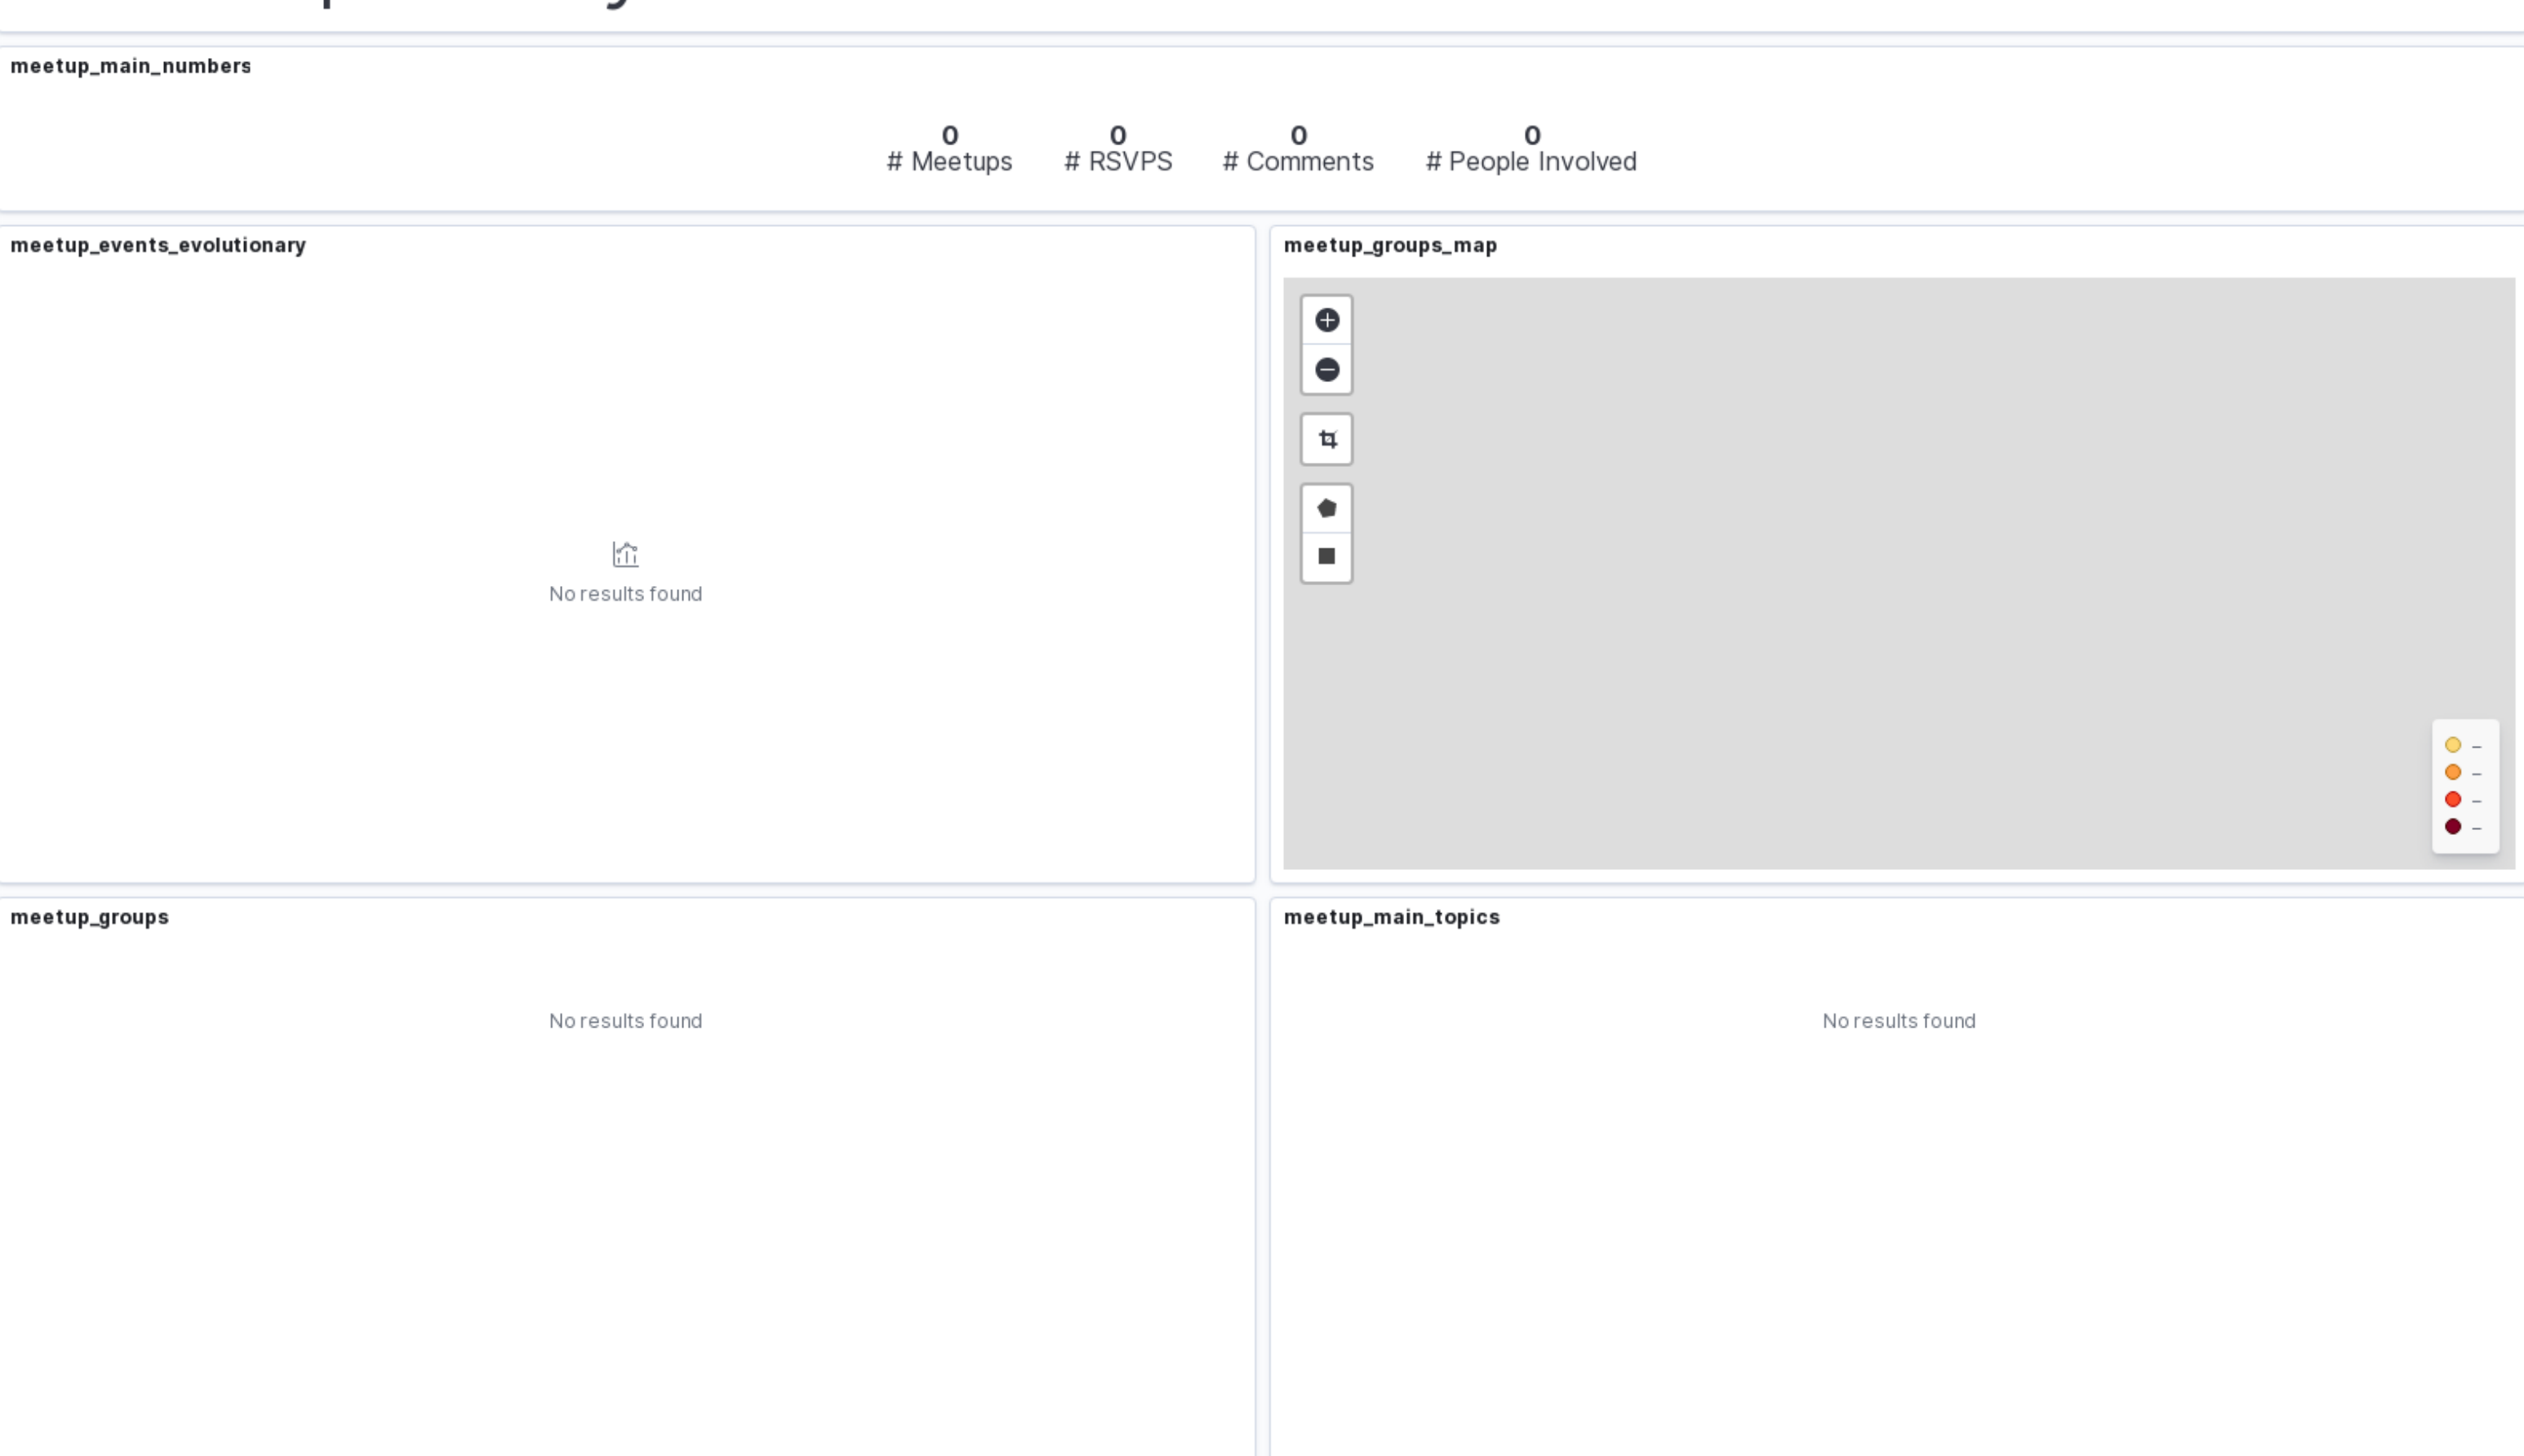 meetup_main_numbers
0 0 0 0
# Meetups # RSVPS # Comments # People Involved
meetup_events_evolutionary
No results found
meetup_groups_map
–
–
–
–
meetup_groups
No results found
meetup_main_topics
No results found